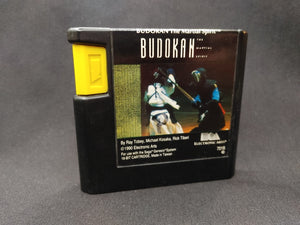 BUDOKAN The Martial Spirit
BUDOKAN THE MARTIAL SPIRIT
By Ray Tobey, Michael Kosaka, Rick Tiberi
©1990 Electronic Arts
For use with the Sega Genesis System
16-BIT CARTRIDGE, Made in Taiwan
ELECTRONIC ARTS